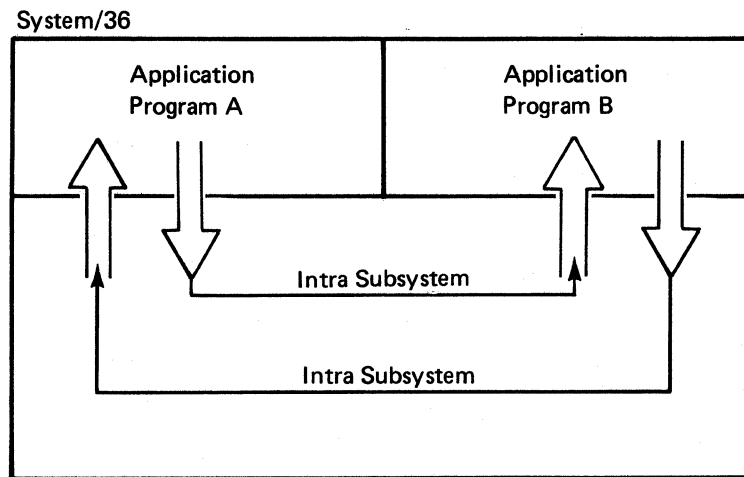 System/36
Application
Program A
Application
Program B
Intra Subsystem
Intra Subsystem